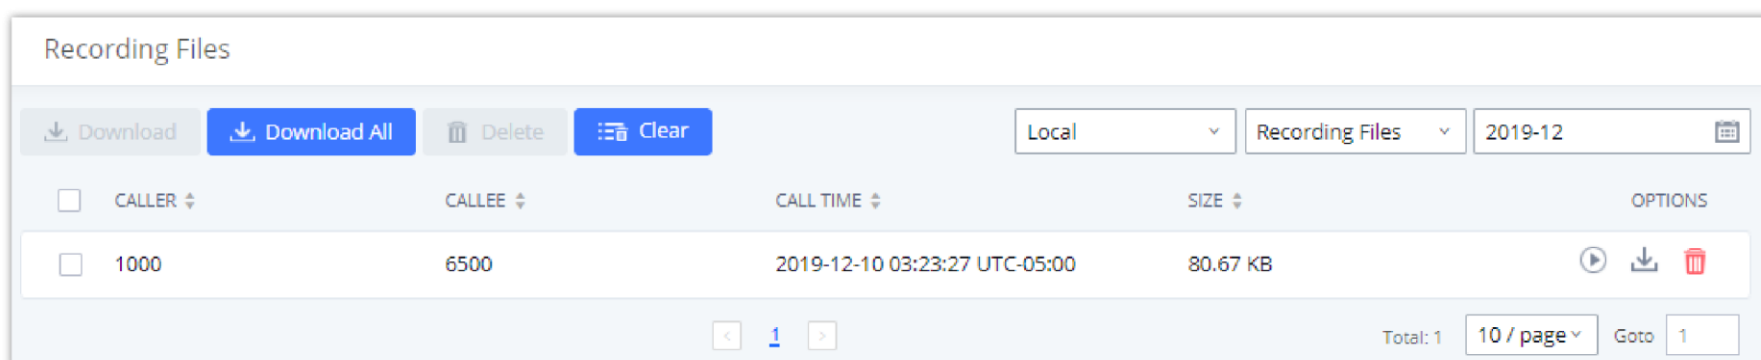 Recording Files
Download Download All Delete Clear Local Recording Files 2019-12
CALLER CALLEE CALL TIME SIZE OPTIONS
1000 6500 2019-12-10 03:23:27 UTC-05:00 80.67 KB
1 Total: 1 10 / page Goto 1